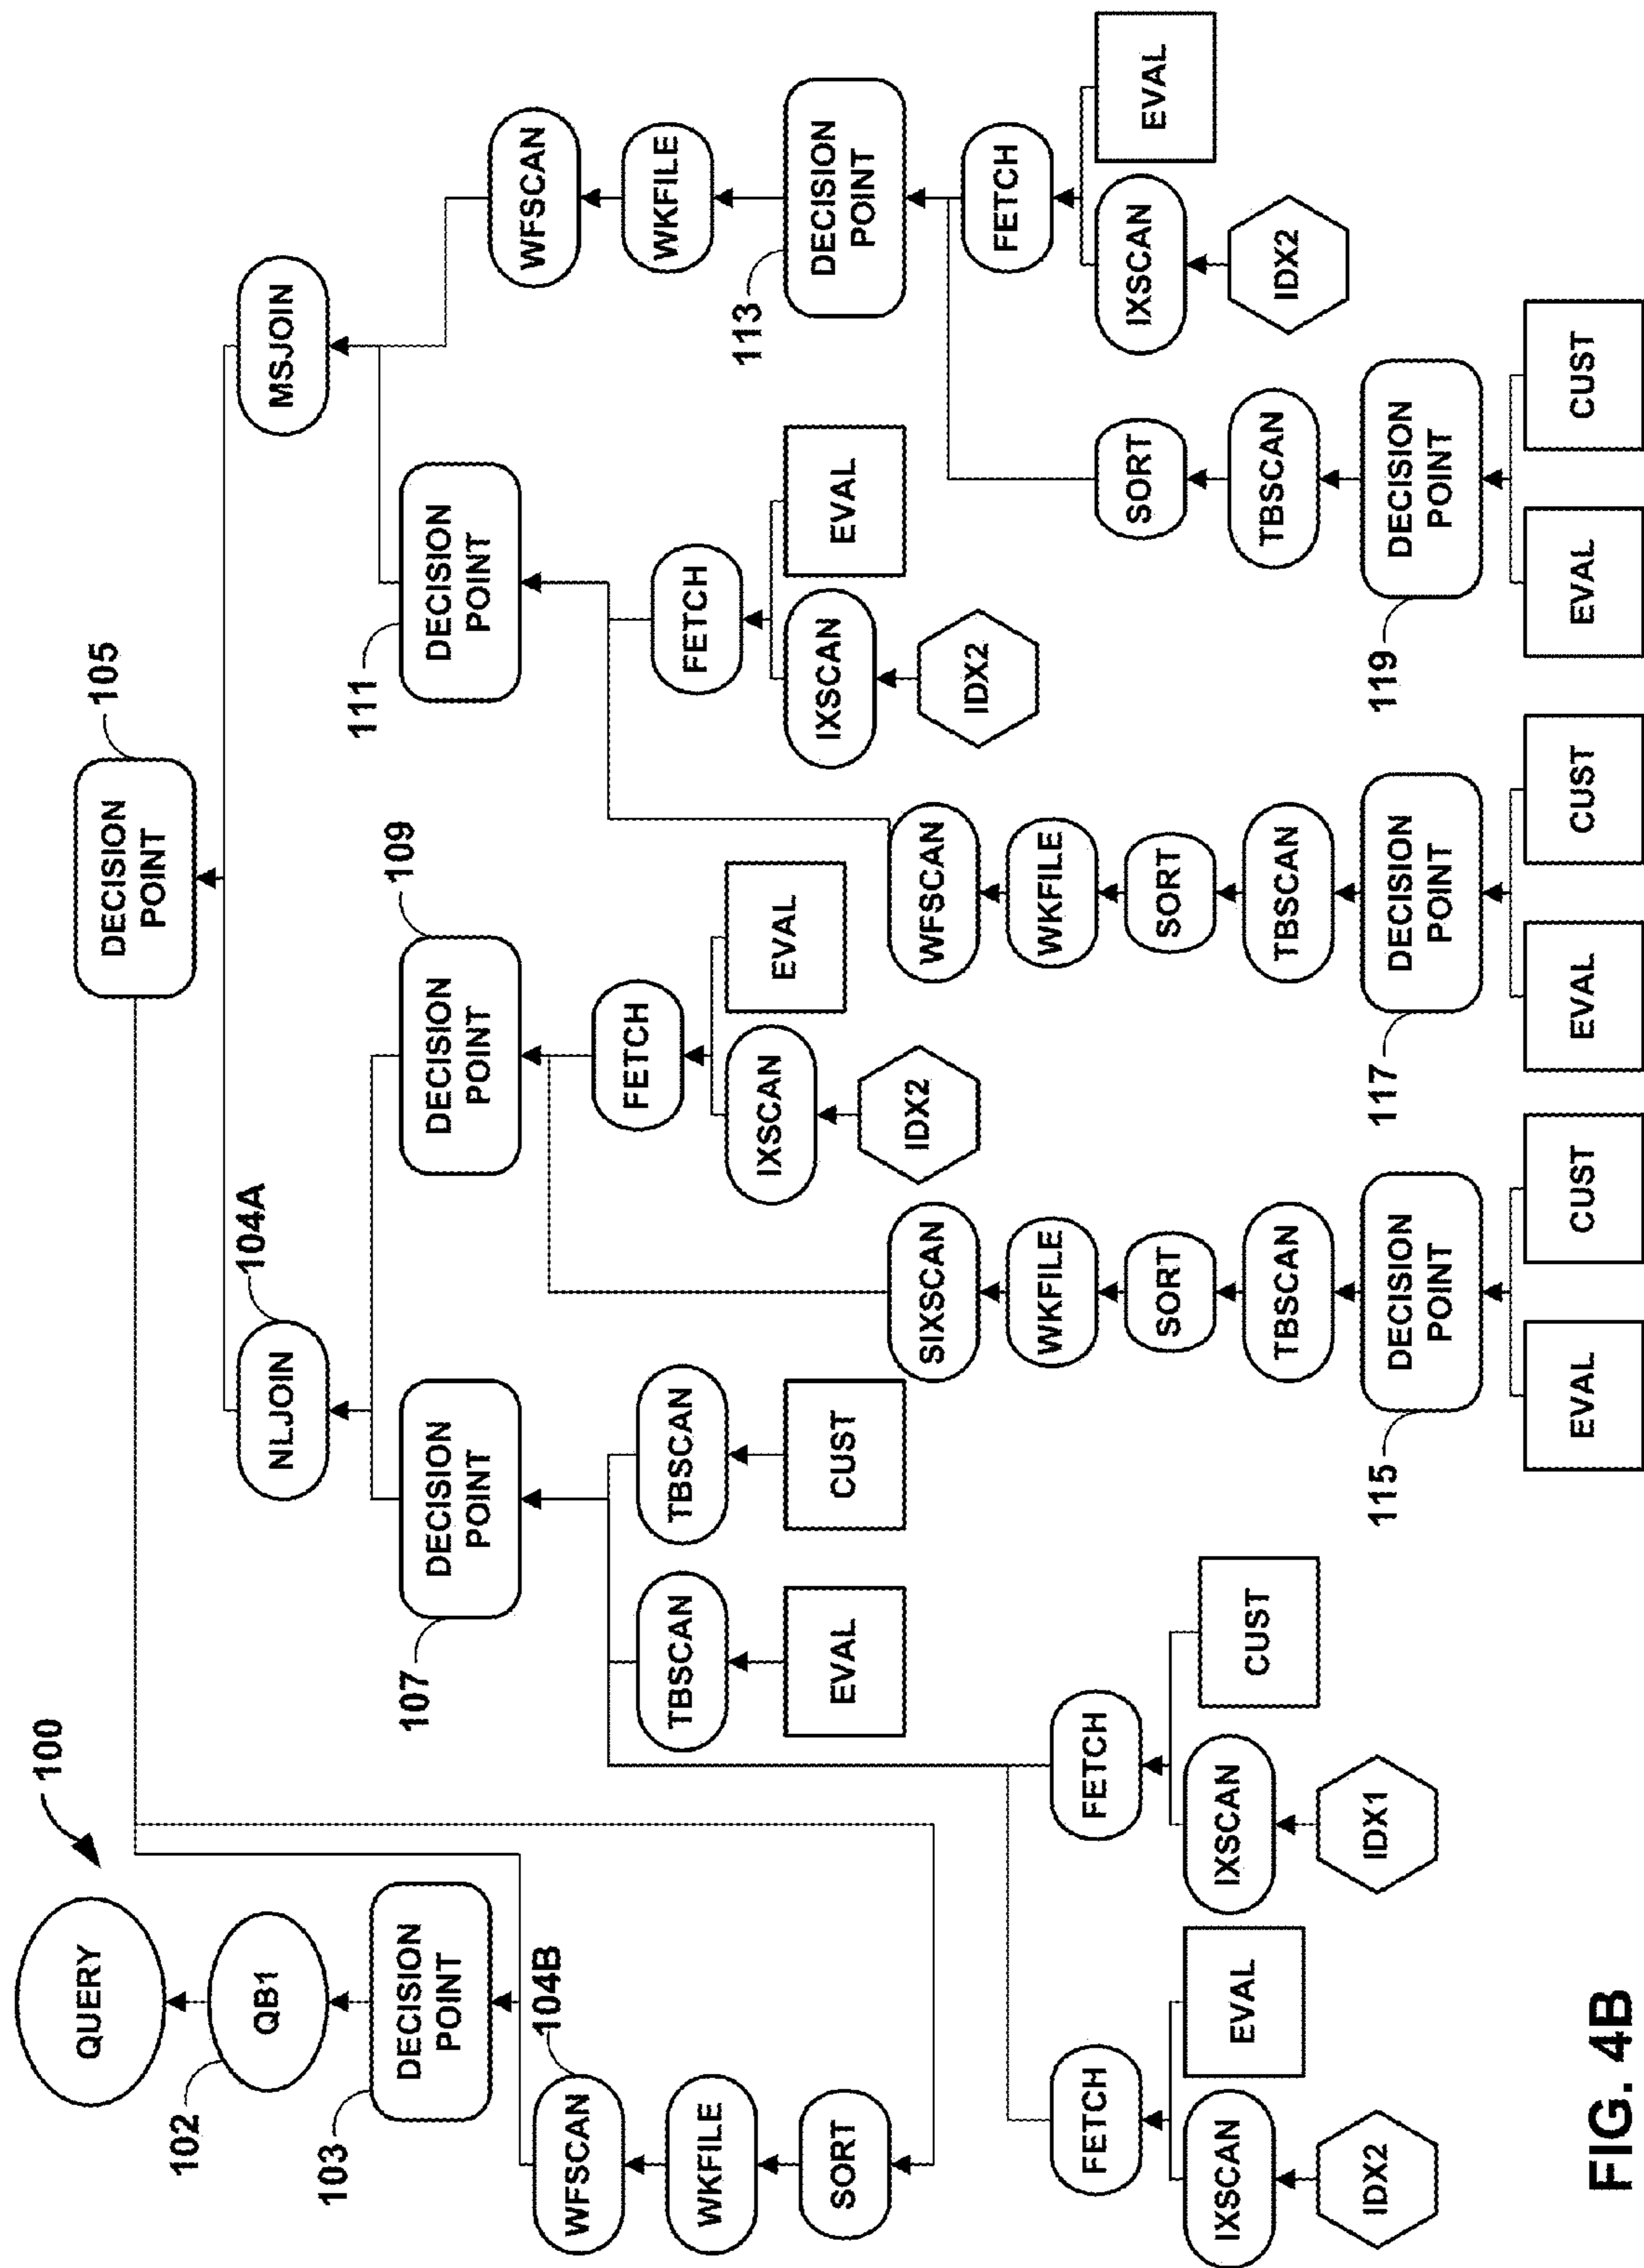 100
QUERY
QB1
102
DECISION
POINT
103
WFSCAN
104B
WKFILE
SORT
DECISION
POINT
105
NLJOIN
104A
MSJOIN
DECISION
POINT
107
DECISION
POINT
109
DECISION
POINT
111
WFSCAN
WKFILE
DECISION
POINT
113
TBSCAN
EVAL
TBSCAN
CUST
FETCH
IXSCAN
EVAL
IDX2
FETCH
IXSCAN
EVAL
IDX2
FETCH
IXSCAN
EVAL
IDX2
FETCH
IXSCAN
EVAL
IDX2
FETCH
IXSCAN
CUST
IDX1
SIXSCAN
WKFILE
SORT
TBSCAN
DECISION
POINT
115
EVAL
CUST
WFSCAN
WKFILE
SORT
TBSCAN
DECISION
POINT
117
EVAL
CUST
SORT
TBSCAN
DECISION
POINT
119
EVAL
CUST
FIG. 4B